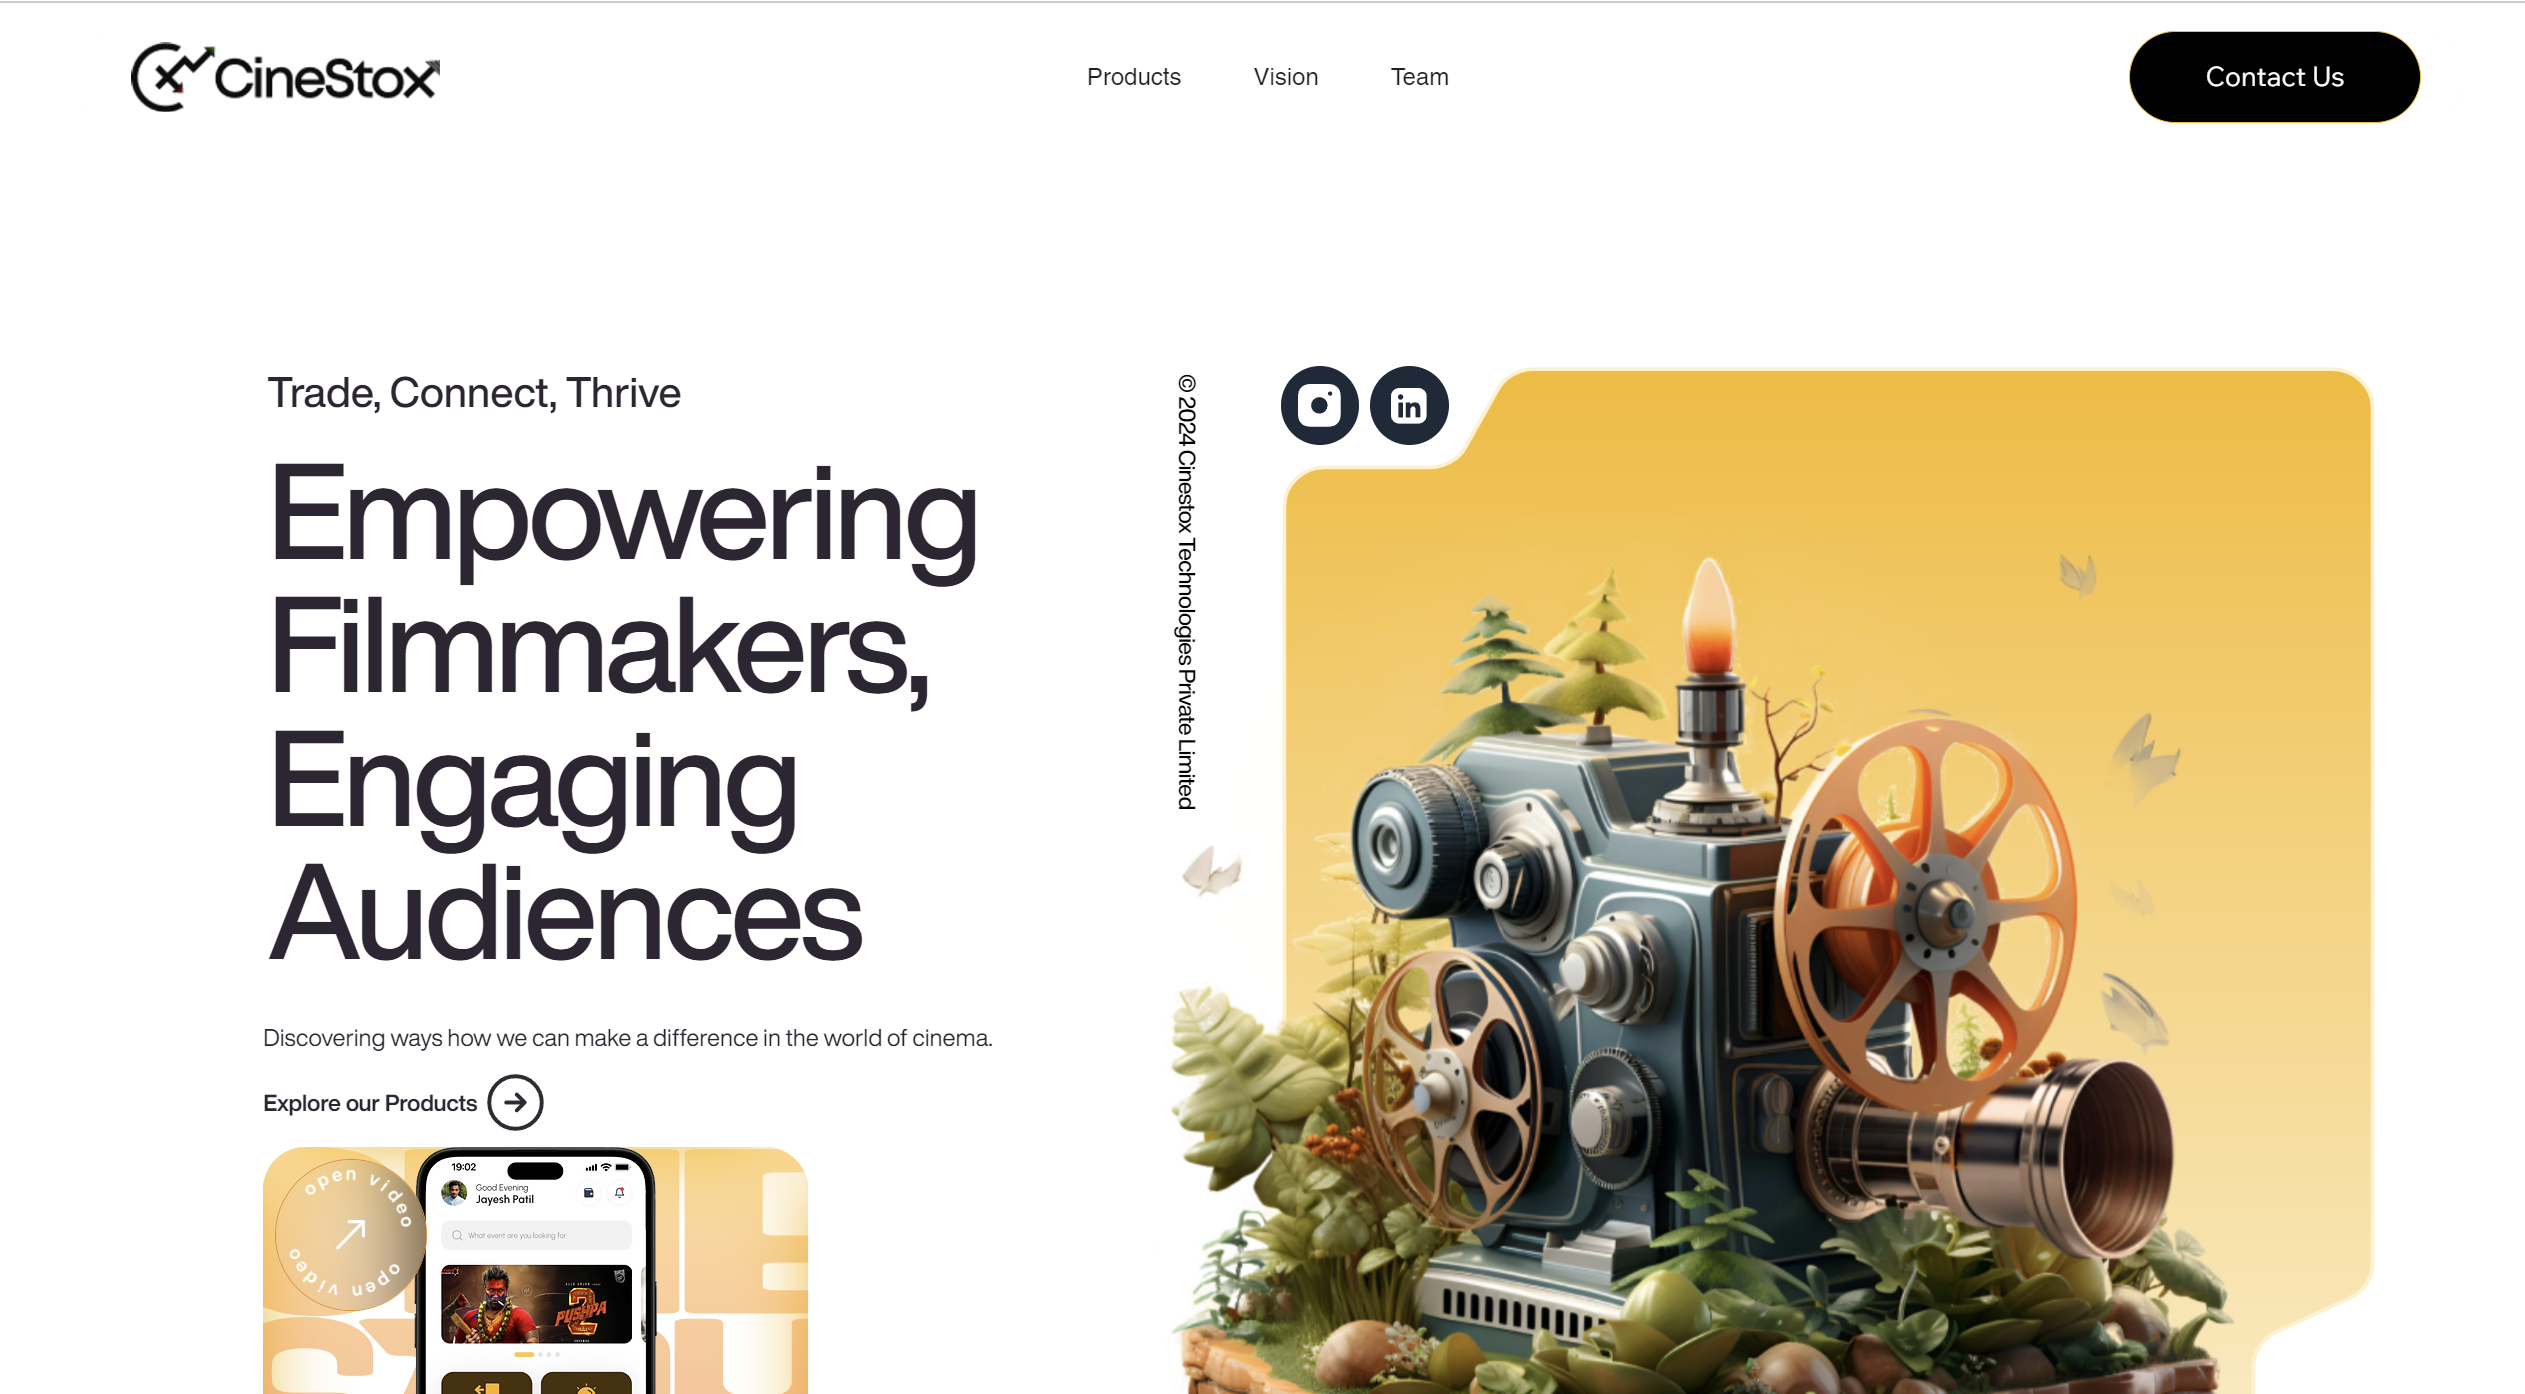 CineStox
Products
Vision
Team
Contact Us
Trade, Connect, Thrive
Empowering
Filmmakers,
Engaging
Audiences
Discovering ways how we can make a difference in the world of cinema.
Explore our Products
© 2024 Cinestox Technologies Private Limited
in
open video open video
19:02
Good Evening
Jayesh Patil
What event are you looking for
PUSHPA
2